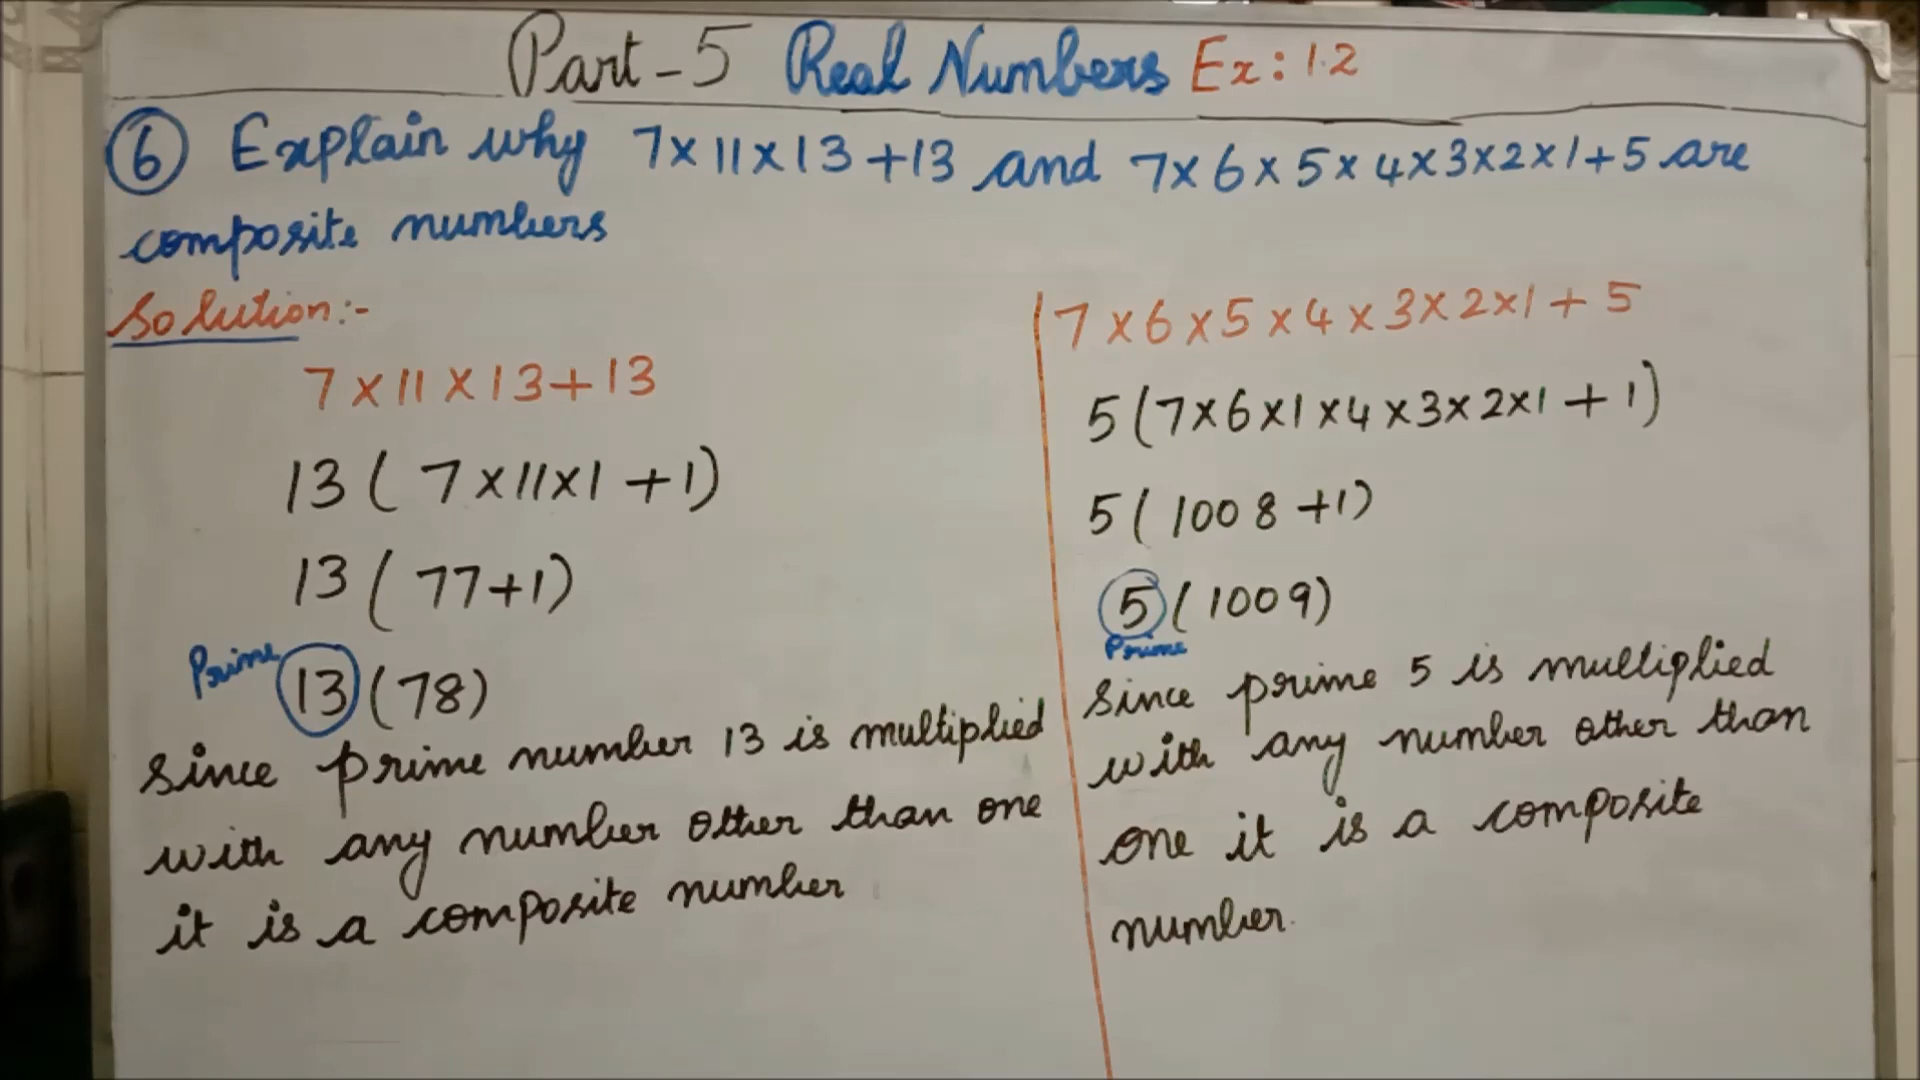 Part-5 Real Numbers Ex: 1.2
6 Explain why 7×11×13+13 and 7×6×5×4×3×2×1+5 are
composite numbers
Solution:-
7×11×13+13
13(7×11×1+1)
13(77+1)
Prime 13(78)
Since prime number 13 is multiplied
with any number other than one
it is a composite number
7×6×5×4×3×2×1+5
5(7×6×1×4×3×2×1+1)
5(1008+1)
5(1009)
Prime
Since prime 5 is multiplied
with any number other than
one it is a composite
number.